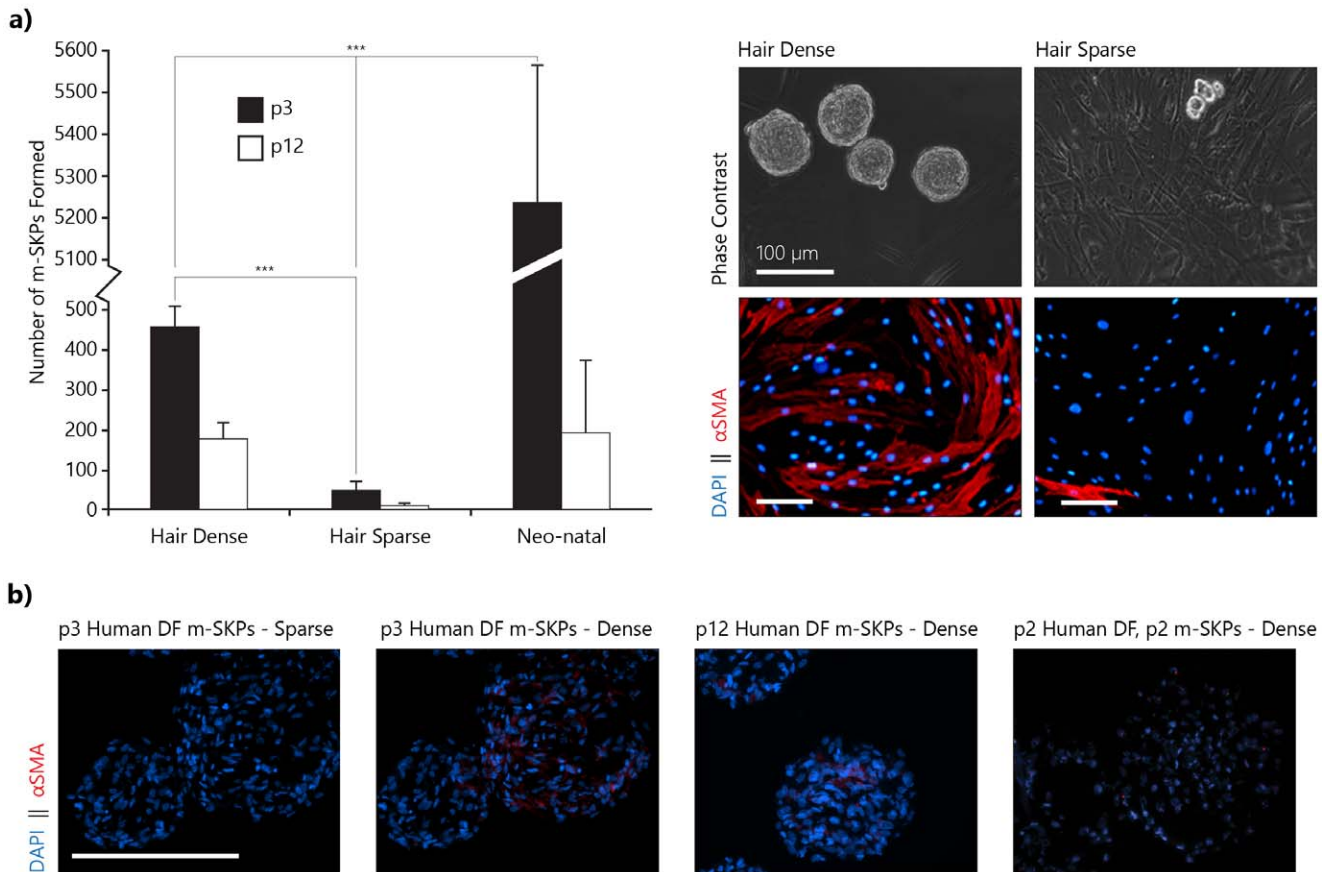 a)
Number of m-SKPs Formed
5600
5500
5400
5300
5200
5100
500
400
300
200
100
0
***
***
p3
p12
Hair Dense
Hair Sparse
Neo-natal
Hair Dense
Hair Sparse
Phase Contrast
100 µm
DAPI || αSMA
b)
p3 Human DF m-SKPs - Sparse
p3 Human DF m-SKPs - Dense
p12 Human DF m-SKPs - Dense
p2 Human DF, p2 m-SKPs - Dense
DAPI || αSMA